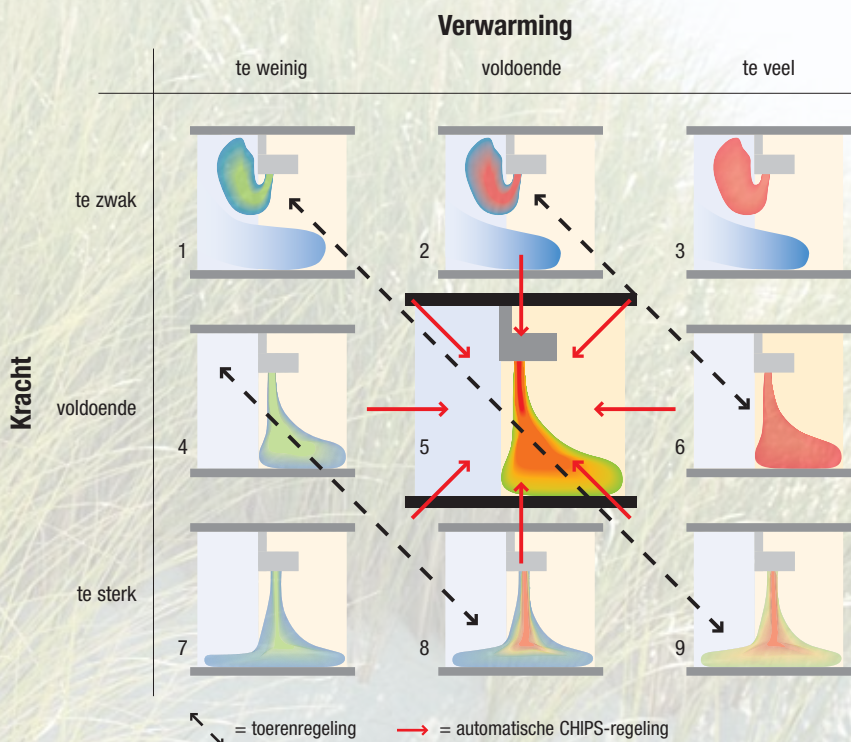 Verwarming
te weinig voldoende te veel
te zwak
1 2 3
Kracht
voldoende
4 5 6
te sterk
7 8 9
= toerenregeling = automatische CHIPS-regeling